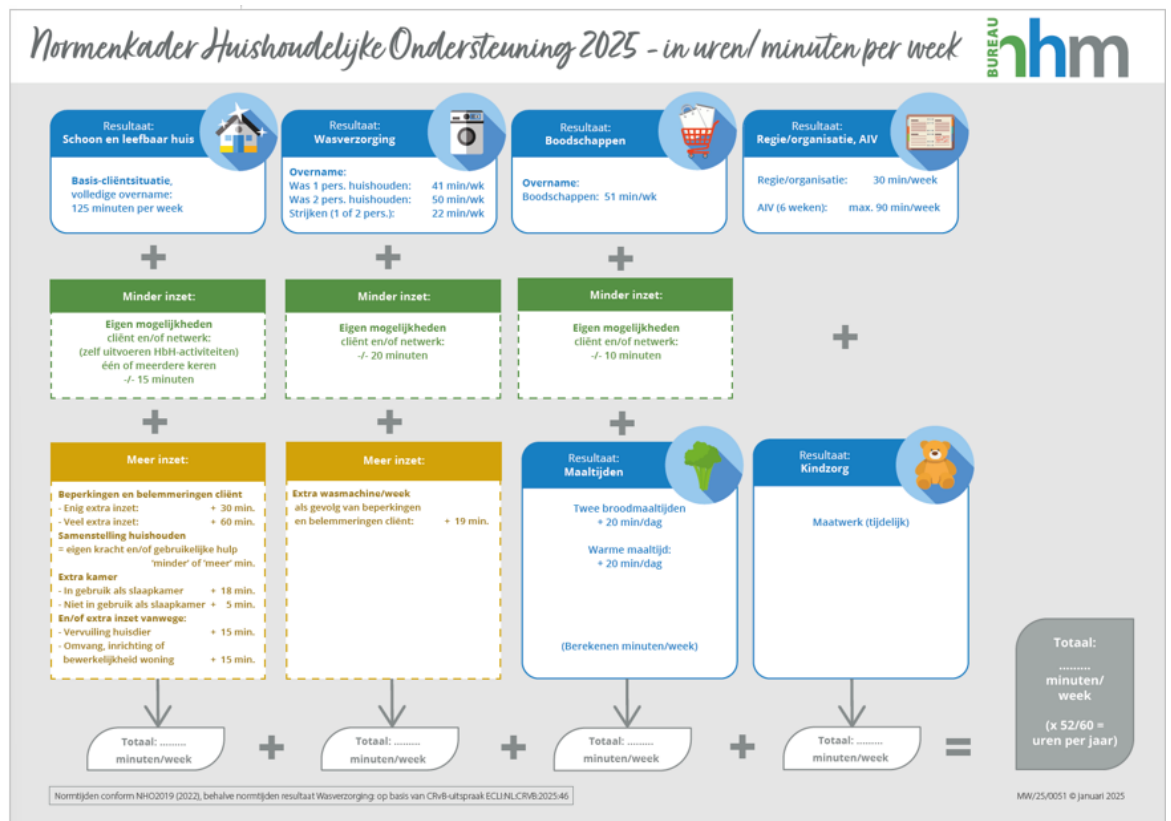 Normenkader Huishoudelijke Ondersteuning 2025 - in uren/ minuten per week
BUREAU nhm
Resultaat:
Schoon en leefbaar huis
Basis-cliëntsituatie,
volledige overname:
125 minuten per week
Resultaat:
Wasverzorging
Overname:
Was 1 pers. huishouden: 41 min/wk
Was 2 pers. huishouden: 50 min/wk
Strijken (1 of 2 pers.): 22 min/wk
Resultaat:
Boodschappen
Overname:
Boodschappen: 51 min/wk
Resultaat:
Regie/organisatie, AIV
Regie/organisatie: 30 min/week
AIV (6 weken): max. 90 min/week
+
+
+
Minder inzet:
Eigen mogelijkheden
cliënt en/of netwerk:
(zelf uitvoeren HbH-activiteiten)
één of meerdere keren
-/- 15 minuten
Minder inzet:
Eigen mogelijkheden
cliënt en/of netwerk:
-/- 20 minuten
Minder inzet:
Eigen mogelijkheden
cliënt en/of netwerk:
-/- 10 minuten
+
+
+
+
Meer inzet:
Beperkingen en belemmeringen cliënt
- Enig extra inzet: + 30 min.
- Veel extra inzet: + 60 min.
Samenstelling huishouden
= eigen kracht en/of gebruikelijke hulp
'minder' of 'meer' min.
Extra kamer
- In gebruik als slaapkamer + 18 min.
- Niet in gebruik als slaapkamer + 5 min.
En/of extra inzet vanwege:
- Vervuiling huisdier + 15 min.
- Omvang, inrichting of
bewerkelijkheid woning + 15 min.
Meer inzet:
Extra wasmachine/week
als gevolg van beperkingen
en belemmeringen cliënt: + 19 min.
Resultaat:
Maaltijden
Twee broodmaaltijden
+ 20 min/dag
Warme maaltijd:
+ 20 min/dag
(Berekenen minuten/week)
Resultaat:
Kindzorg
Maatwerk (tijdelijk)
Totaal: .........
minuten/week
+
Totaal: .........
minuten/week
+
Totaal: .........
minuten/week
+
Totaal: .........
minuten/week
=
Totaal:
.........
minuten/
week
(x 52/60 =
uren per jaar)
Normtijden conform NHO2019 (2022), behalve normtijden resultaat Wasverzorging: op basis van CRvB-uitspraak ECLI:NL:CRVB:2025:46
MW/25/0051 © Januari 2025